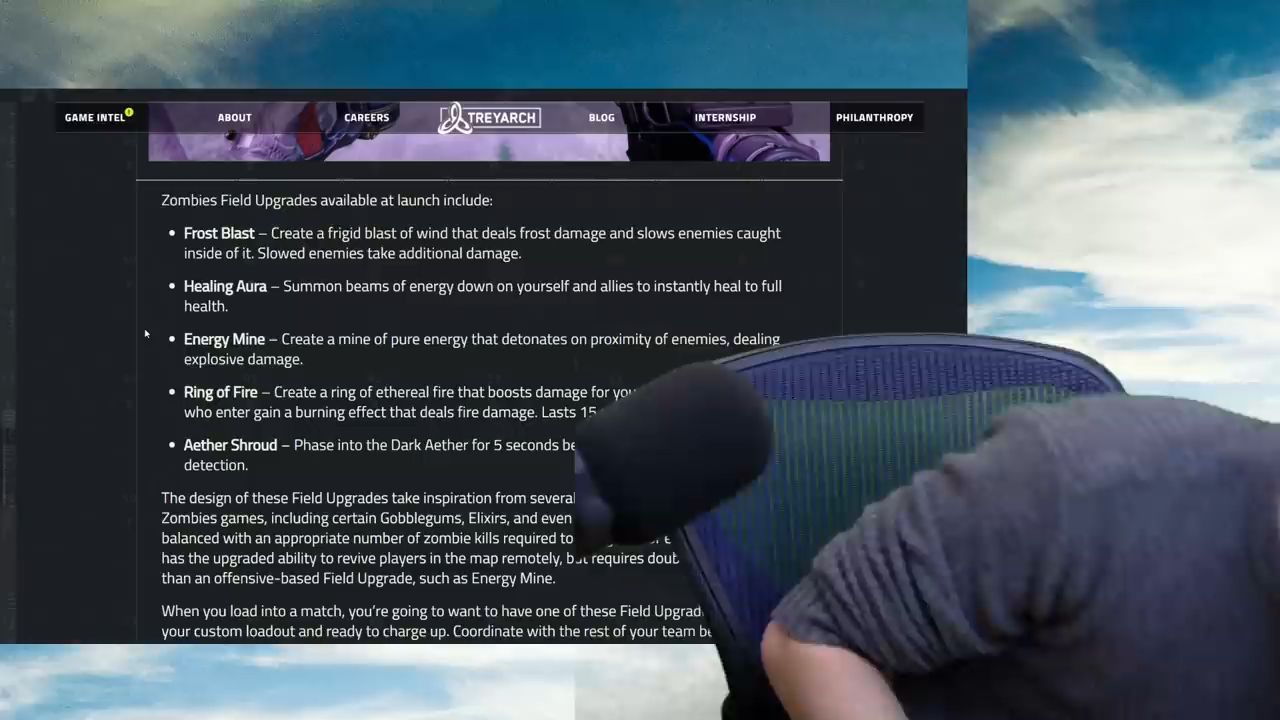 GAME INTEL 1 ABOUT CAREERS TREYARCH BLOG INTERNSHIP PHILANTHROPY
Zombies Field Upgrades available at launch include:
• Frost Blast – Create a frigid blast of wind that deals frost damage and slows enemies caught
inside of it. Slowed enemies take additional damage.
• Healing Aura – Summon beams of energy down on yourself and allies to instantly heal to full
health.
• Energy Mine – Create a mine of pure energy that detonates on proximity of enemies, dealing
explosive damage.
• Ring of Fire – Create a ring of ethereal fire that boosts damage for
who enter gain a burning effect that deals fire damage. Lasts 15
• Aether Shroud – Phase into the Dark Aether for 5 seconds
detection.
The design of these Field Upgrades take inspiration from several
Zombies games, including certain Gobblegums, Elixirs, and even
balanced with an appropriate number of zombie kills required to
has the upgraded ability to revive players in the map remotely, but requires
than an offensive-based Field Upgrade, such as Energy Mine.
When you load into a match, you're going to want to have one of these Field
your custom loadout and ready to charge up. Coordinate with the rest of your team